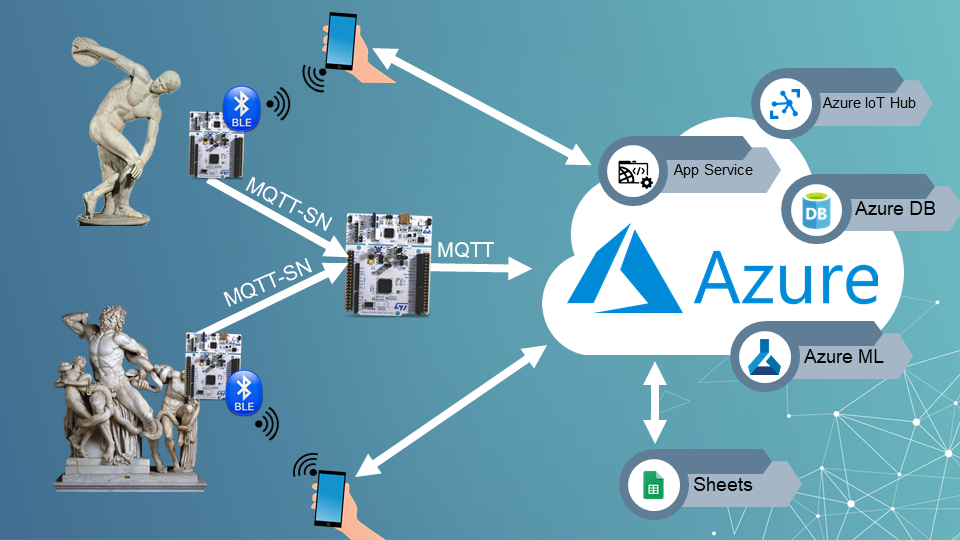 BLE
MQTT-SN
MQTT
MQTT-SN
BLE
Azure IoT Hub
App Service
DB
Azure DB
Azure
Azure ML
Sheets